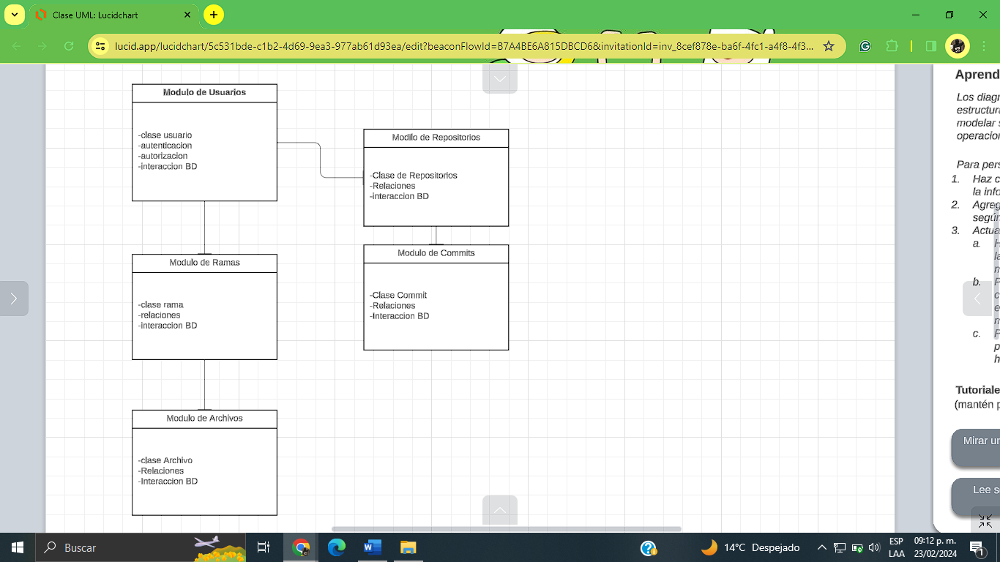 Clase UML: Lucidchart
lucid.app/lucidchart/5c531bde-c1b2-4d69-9ea3-977ab61d93ea/edit?beaconFlowId=B7A4BE6A815DBCD6&invitationId=inv_8cef878e-ba6f-4fc1-a4f8-4f3...
Modulo de Usuarios
-clase usuario
-autenticacion
-autorizacion
-interaccion BD
Modilo de Repositorios
-Clase de Repositorios
-Relaciones
-interaccion BD
Modulo de Ramas
-clase rama
-relaciones
-interaccion BD
Modulo de Commits
-Clase Commit
-Relaciones
-Interaccion BD
Modulo de Archivos
-clase Archivo
-Relaciones
-Interaccion BD
Aprend
Los diagr
estructura
modelar s
operacion
Para pers
1. Haz c
la info
2. Agreg
según
3. Actua
a. H
la
b. P
c. P
p
h
Tutoriale
(mantén p
Mirar un
Lee s
Buscar
14°C Despejado
ESP
LAA
09:12 p. m.
23/02/2024
1